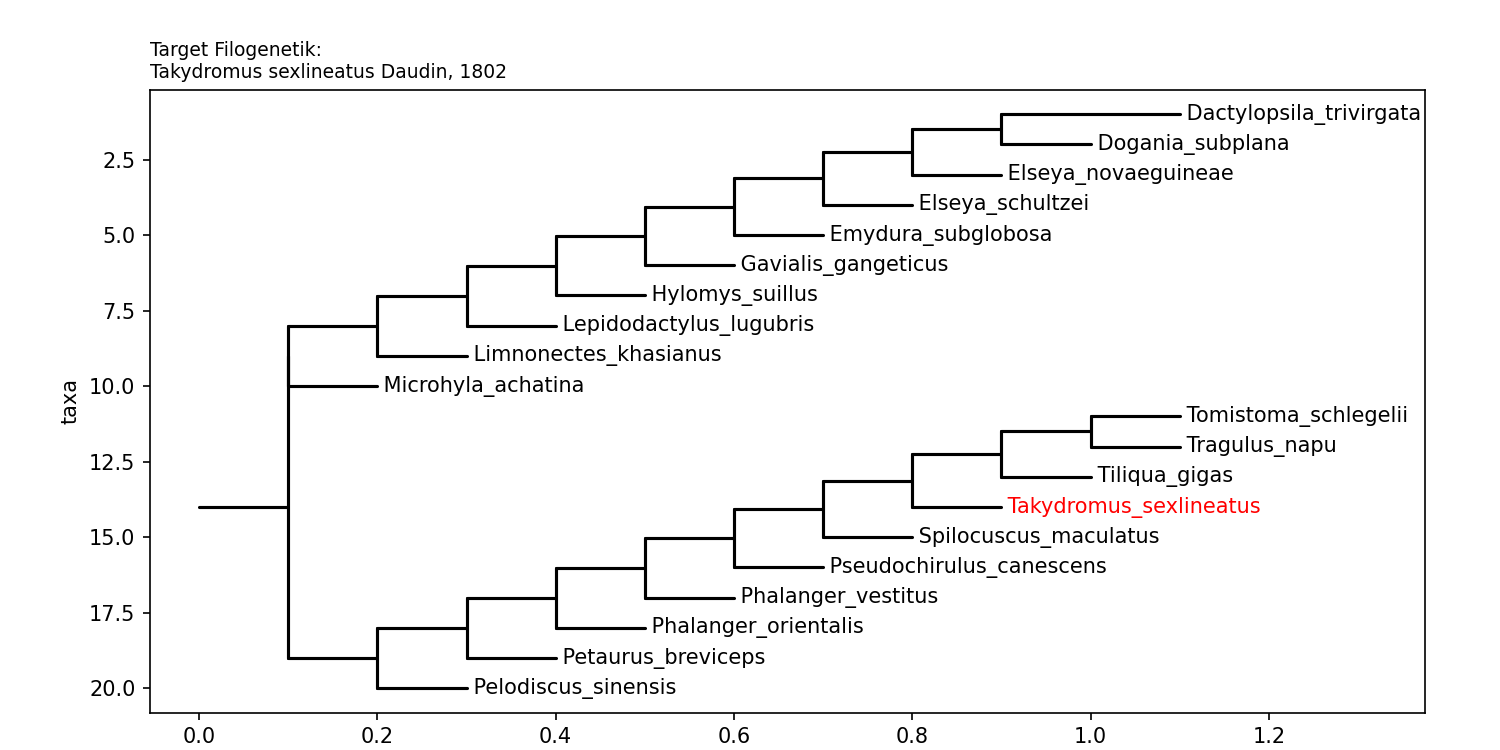 Target Filogenetik:
Takydromus sexlineatus Daudin, 1802
Dactylopsila_trivirgata
Dogania_subplana
2.5
Elseya_novaeguineae
Elseya_schultzei
5.0
Emydura_subglobosa
Gavialis_gangeticus
Hylomys_suillus
7.5
Lepidodactylus_lugubris
Limnonectes_khasianus
10.0
Microhyla_achatina
taxa
Tomistoma_schlegelii
Tragulus_napu
12.5
Tiliqua_gigas
Takydromus_sexlineatus
15.0
Spilocuscus_maculatus
Pseudochirulus_canescens
Phalanger_vestitus
17.5
Phalanger_orientalis
Petaurus_breviceps
20.0
Pelodiscus_sinensis
0.0 0.2 0.4 0.6 0.8 1.0 1.2